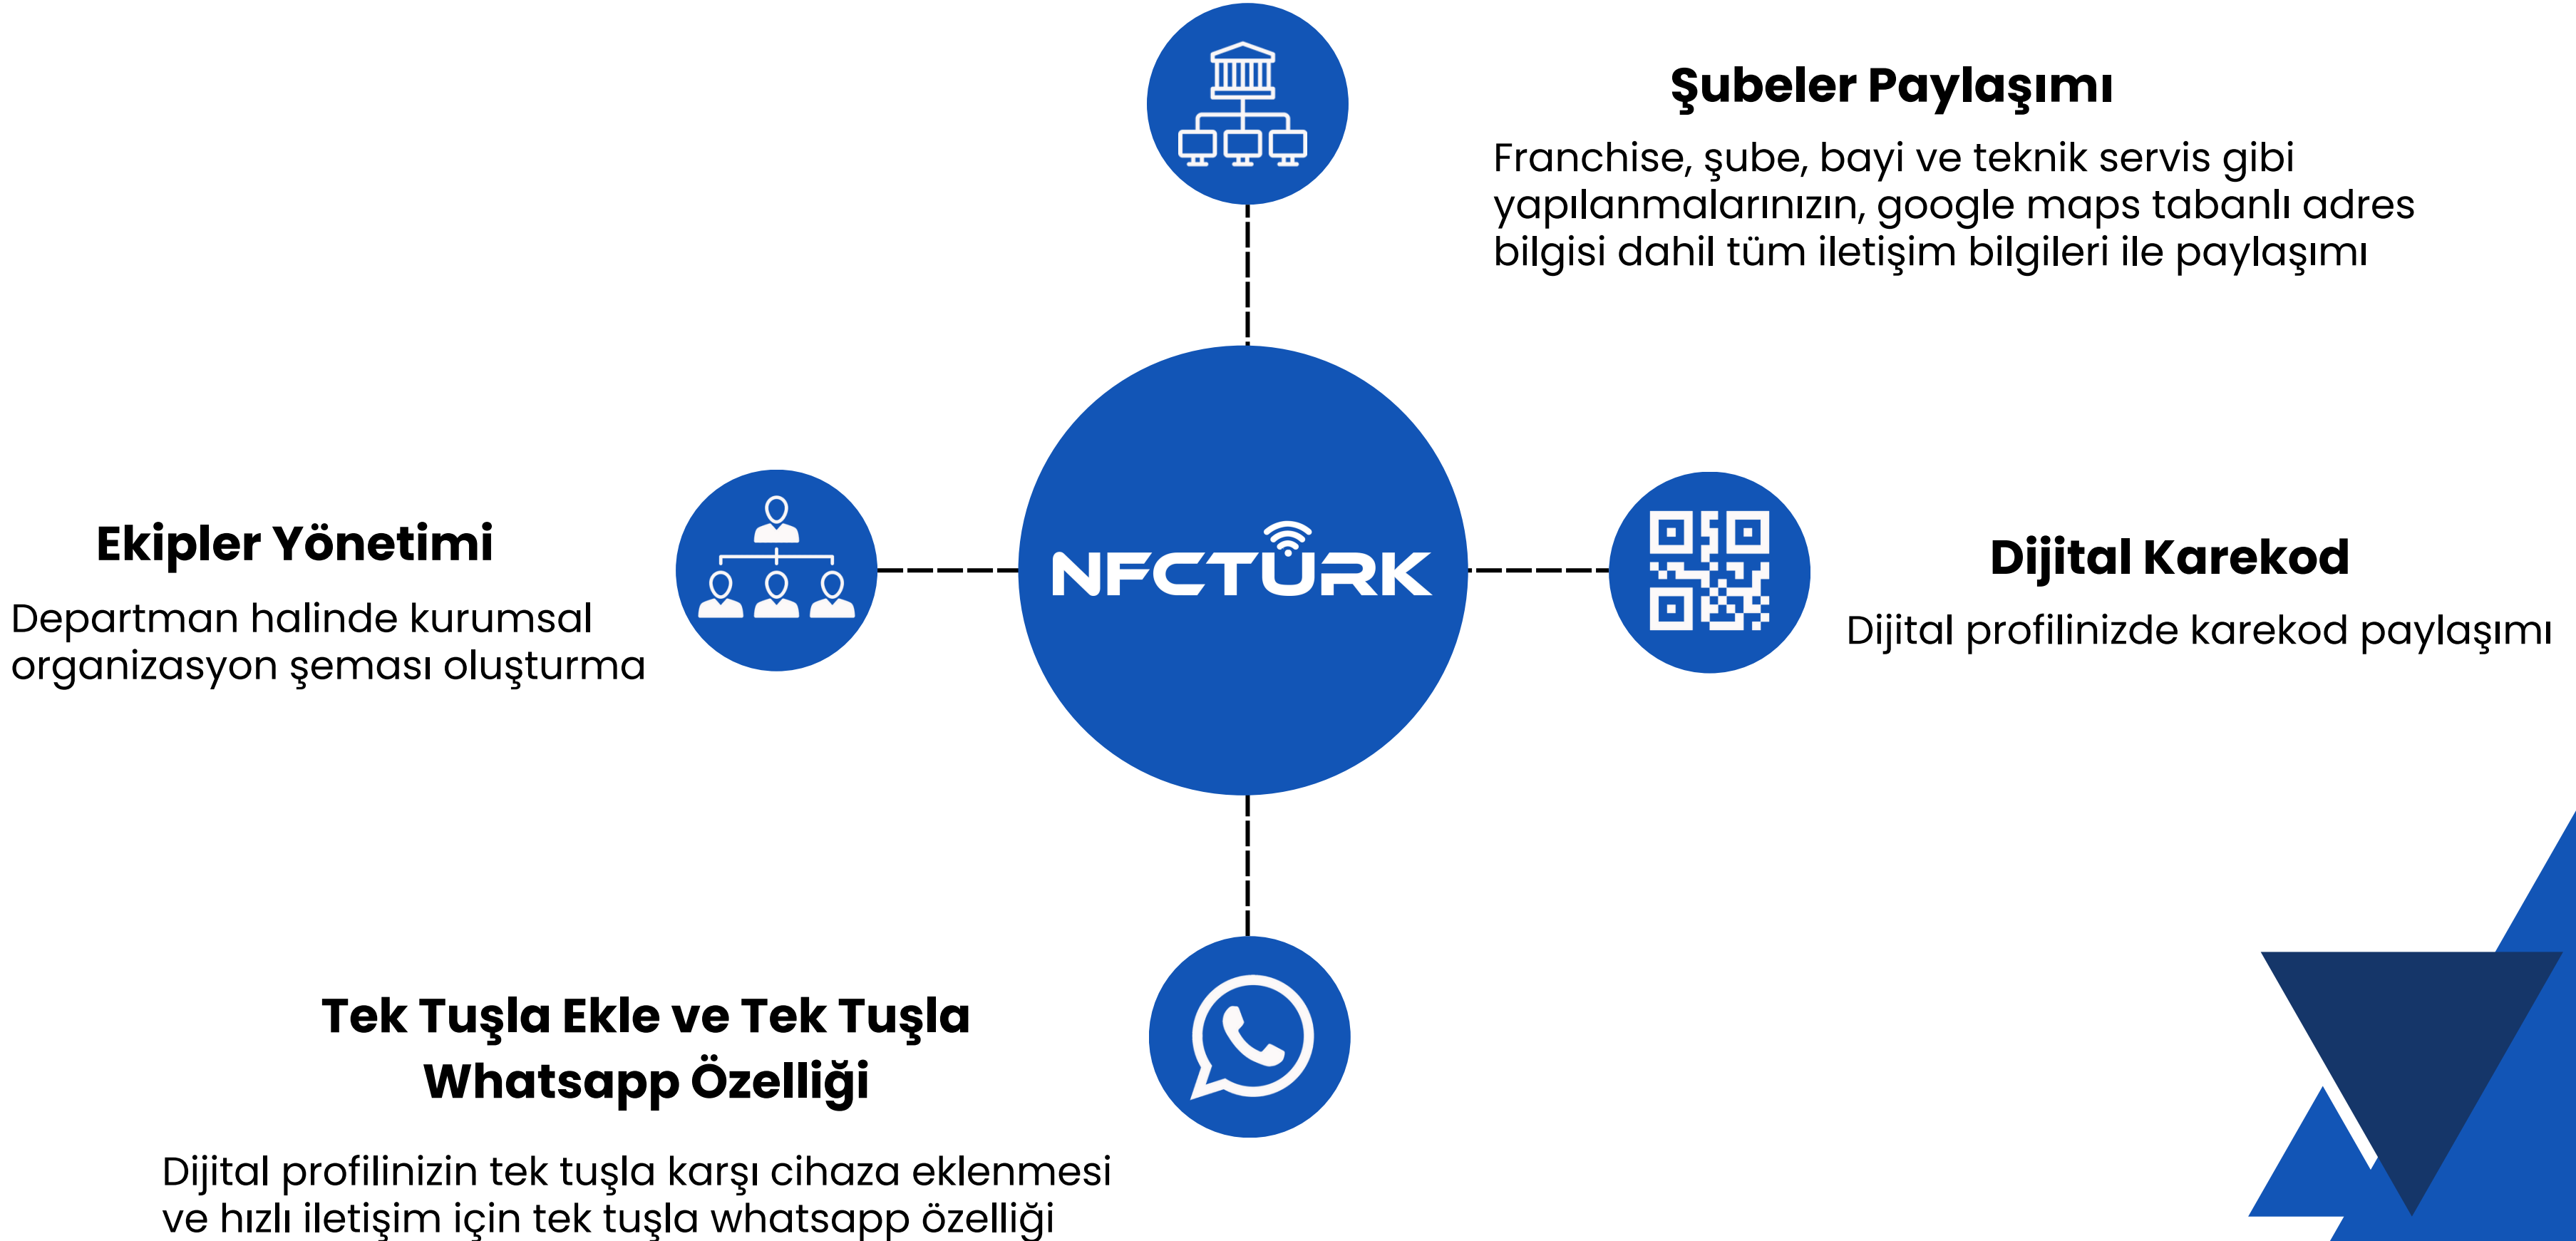 Şubeler Paylaşımı
Franchise, şube, bayi ve teknik servis gibi
yapılanmalarınızın, google maps tabanlı adres
bilgisi dahil tüm iletişim bilgileri ile paylaşımı
Ekipler Yönetimi
Departman halinde kurumsal
organizasyon şeması oluşturma
NFCTÜRK
Dijital Karekod
Dijital profilinizde karekod paylaşımı
Tek Tuşla Ekle ve Tek Tuşla
Whatsapp Özelliği
Dijital profilinizin tek tuşla karşı cihaza eklenmesi
ve hızlı iletişim için tek tuşla whatsapp özelliği